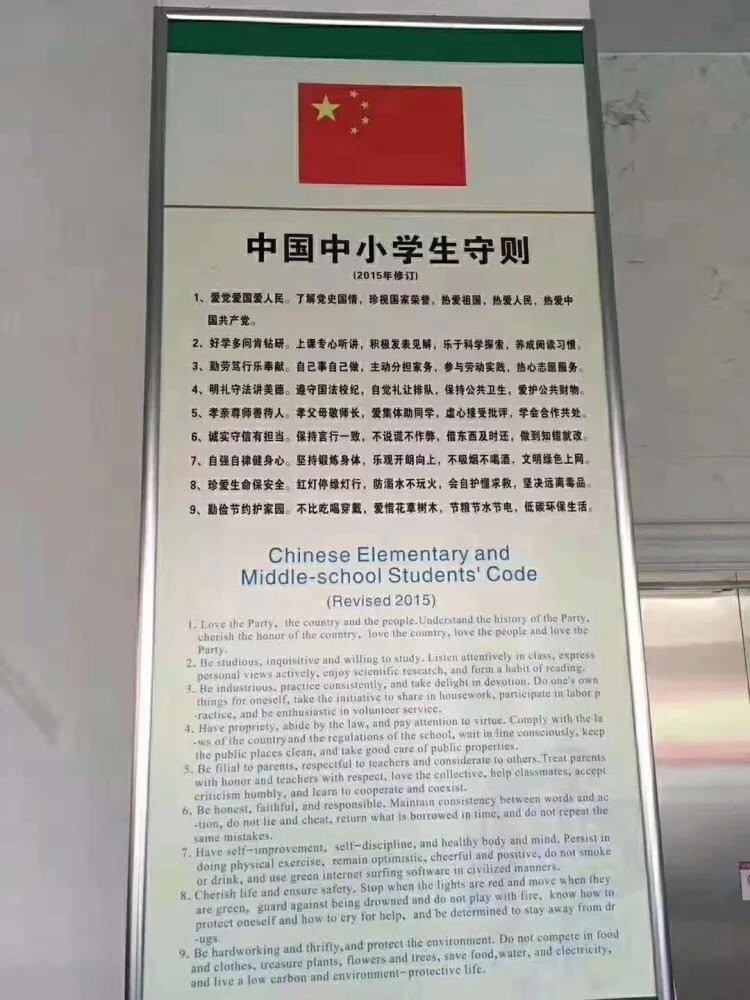 中国中小学生守则
(2015年修订)
1、爱党爱国爱人民。了解党史国情，珍视国家荣誉，热爱祖国，热爱人民，热爱中
国共产党。
2、好学多问肯钻研。上课专心听讲，积极发表见解，乐于科学探索，养成阅读习惯。
3、勤劳笃行乐奉献。自己事自己做，主动分担家务，参与劳动实践，热心志愿服务。
4、明礼守法讲美德。遵守国法校纪，自觉礼让排队，保持公共卫生，爱护公共财物。
5、孝亲尊师善待人。孝父母敬师长，爱集体助同学，虚心接受批评，学会合作共处。
6、诚实守信有担当。保持言行一致，不说谎不作弊，借东西及时还，做到知错就改。
7、自强自律健身心。坚持锻炼身体，乐观开朗向上，不吸烟不喝酒，文明绿色上网。
8、珍爱生命保安全。红灯停绿灯行，防溺水不玩火，会自护懂求救，坚决远离毒品。
9、勤俭节约护家园。不比吃喝穿戴，爱惜花草树木，节粮节水节电，低碳环保生活。
Chinese Elementary and
Middle-school Students' Code
(Revised 2015)
1. Love the Party, the country and the people.Understand the history of the Party,
cherish the honor of the country, love the country, love the people and love the
Party.
2. Be studious, inquisitive and willing to study. Listen attentively in class, express
personal views actively, enjoy scientific research, and form a habit of reading.
3. Be industrious, practice consistently, and take delight in devotion. Do one's own
things for oneself, take the initiative to share in housework, participate in labor p
-ractice, and be enthusiastic in volunteer service.
4. Have propriety, abide by the law, and pay attention to virtue. Comply with the la-
-ws of the country and the regulations of the school, wait in line consciously, keep
the public places clean, and take good care of public properties.
5. Be filial to parents, respectful to teachers and considerate to others.Treat parents
with honor and teachers with respect, love the collective, help classmates, accept
criticism humbly, and learn to cooperate and coexist.
6. Be honest, faithful, and responsible. Maintain consistency between words and ac
-tion, do not lie and cheat, return what is borrowed in time, and do not repeat the
same mistakes.
7. Have self-improvement, self-discipline, and healthy body and mind. Persist in
doing physical exercise, remain optimistic, cheerful and positive, do not smoke
or drink, and use green internet surfing software in civilized manners.
8. Cherish life and ensure safety. Stop when the lights are red and move when they
are green, guard against being drowned and do not play with fire, know how to
protect oneself and how to cry for help, and be determined to stay away from dr
-ugs.
9. Be hardworking and thrifty,and protect the environment. Do not compete in food
and clothes, treasure plants, flowers and trees, save food,water, and electricity,
and live a low carbon and environment-protective life.